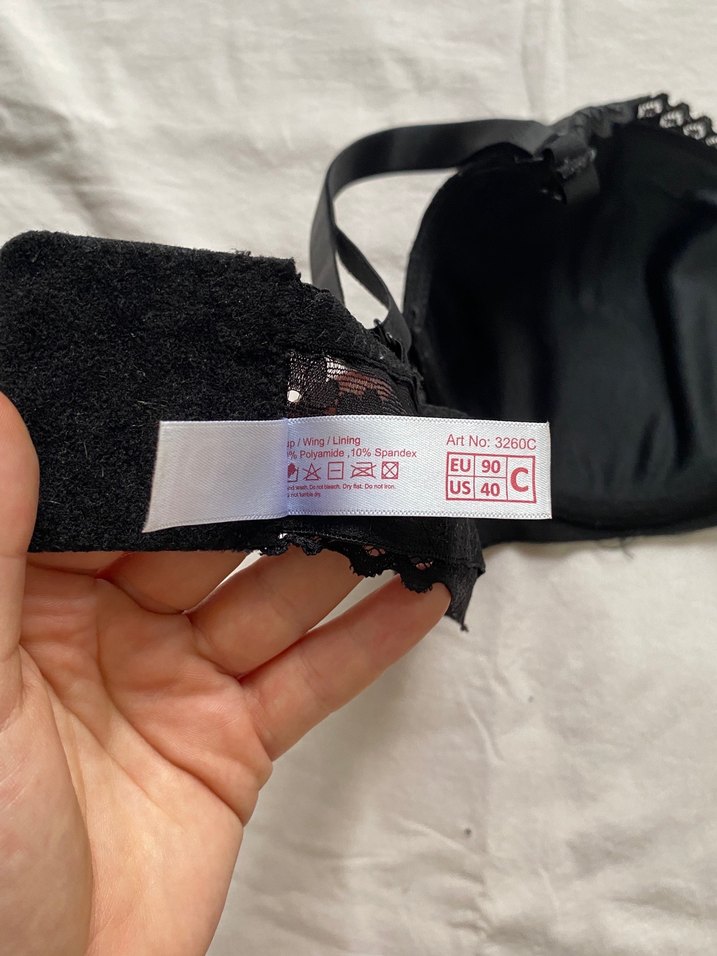 / Wing / Lining
% Polyamide ,10% Spandex
wash. Do not bleach. Dry flat. Do not iron.
not tumble dry.
Art No: 3260C
EU 90 C
US 40